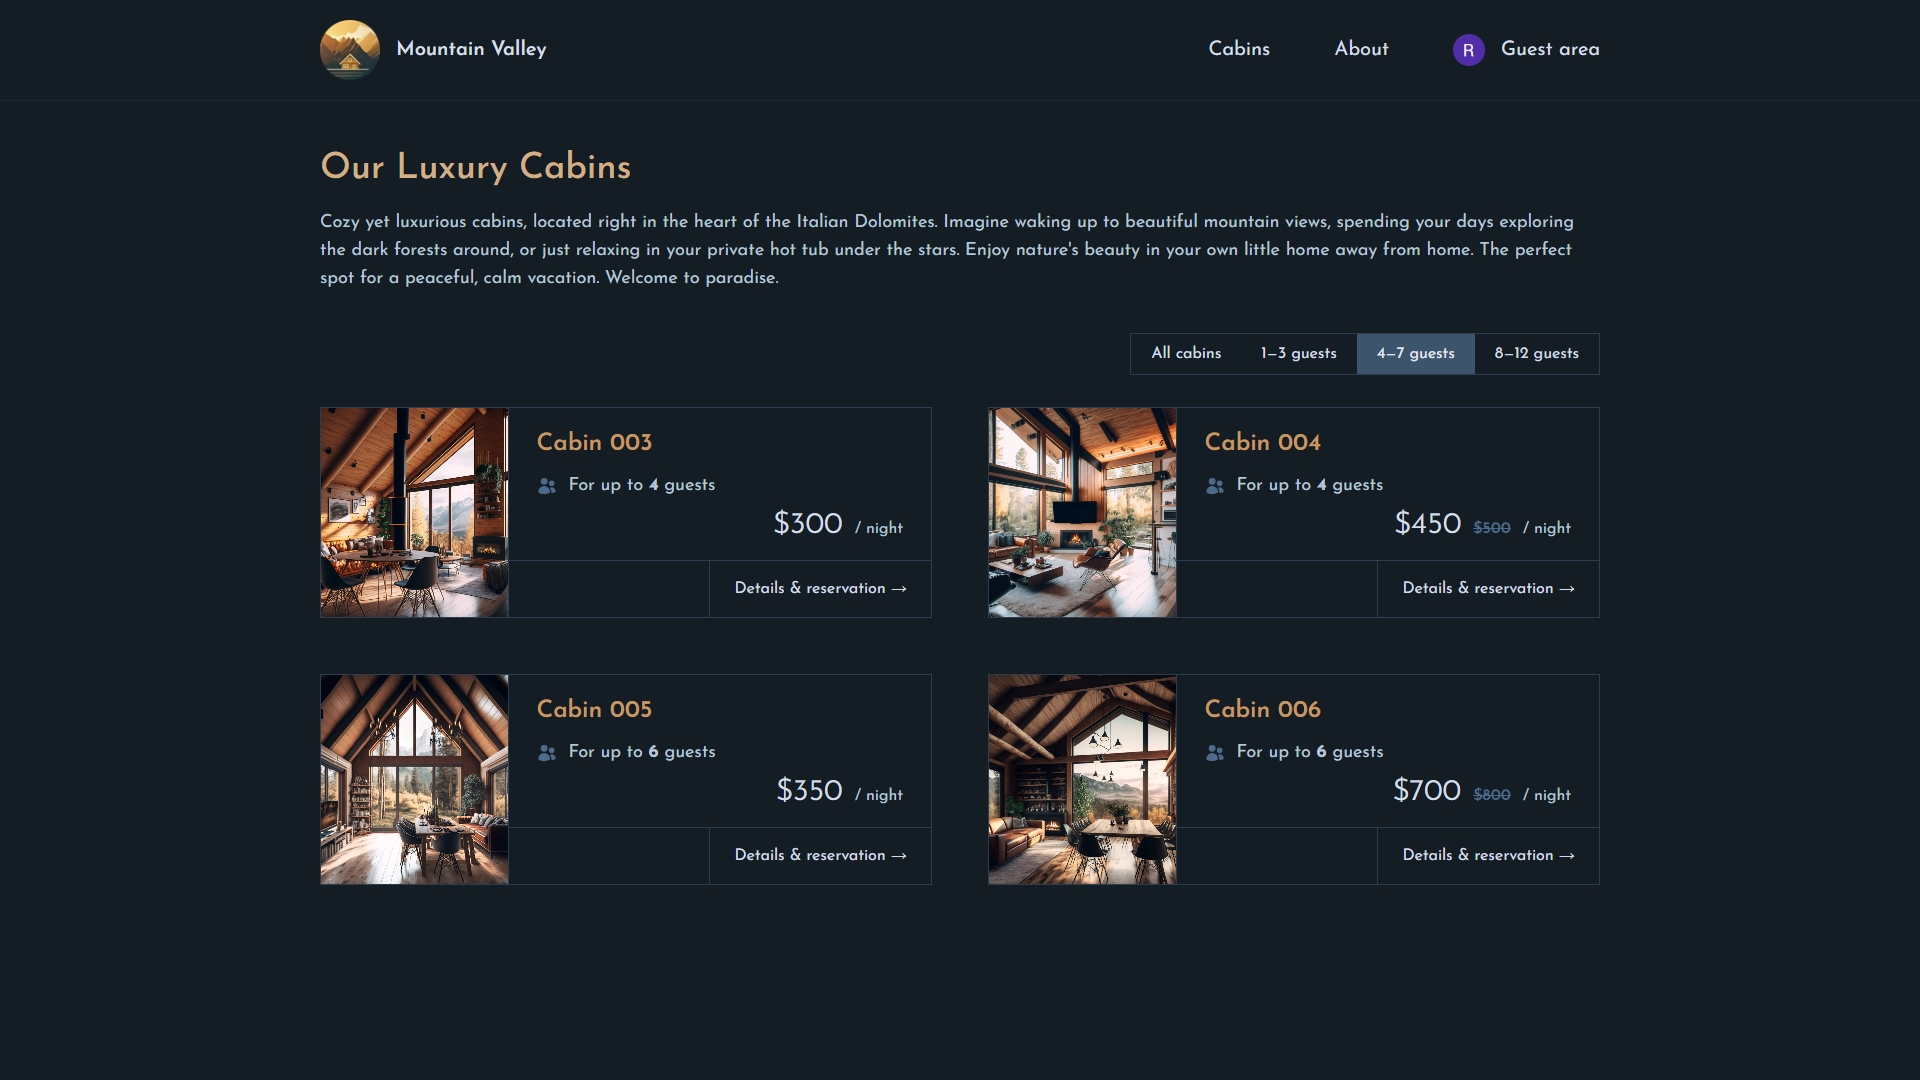 Mountain Valley
Cabins
About
R
Guest area
Our Luxury Cabins
Cozy yet luxurious cabins, located right in the heart of the Italian Dolomites. Imagine waking up to beautiful mountain views, spending your days exploring
the dark forests around, or just relaxing in your private hot tub under the stars. Enjoy nature's beauty in your own little home away from home. The perfect
spot for a peaceful, calm vacation. Welcome to paradise.
All cabins
1—3 guests
4—7 guests
8—12 guests
Cabin 003
For up to 4 guests
$300 / night
Details & reservation →
Cabin 004
For up to 4 guests
$450 $500 / night
Details & reservation →
Cabin 005
For up to 6 guests
$350 / night
Details & reservation →
Cabin 006
For up to 6 guests
$700 $800 / night
Details & reservation →